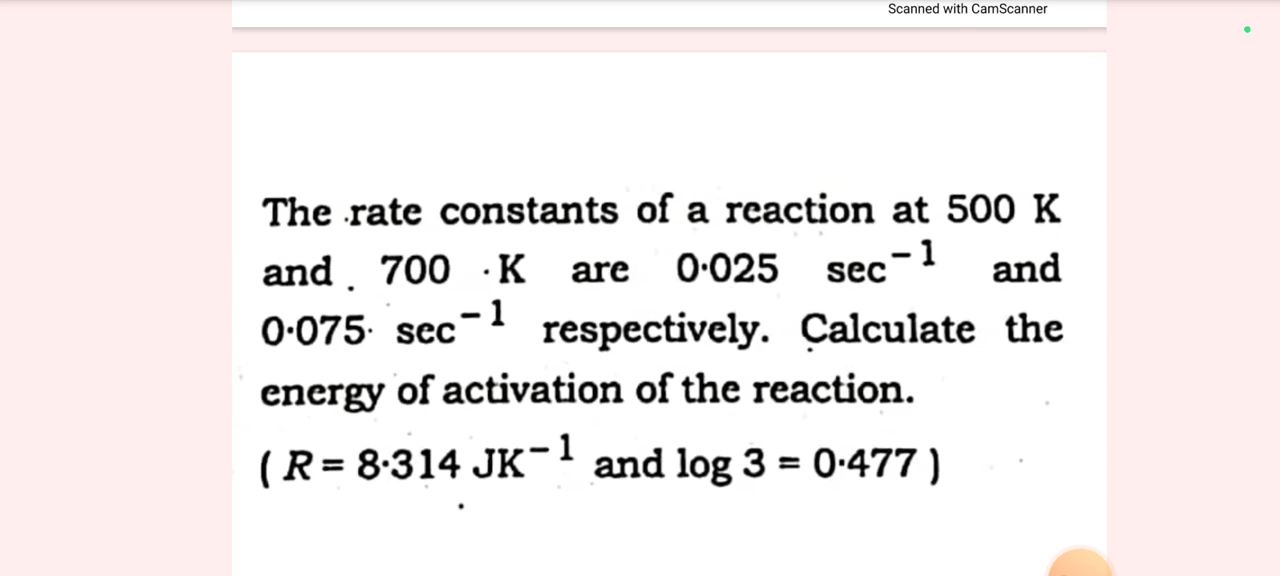 Scanned with CamScanner
The rate constants of a reaction at 500 K
and 700 K are 0·025 sec⁻¹ and
0·075 sec⁻¹ respectively. Calculate the
energy of activation of the reaction.
( R = 8·314 JK⁻¹ and log 3 = 0·477 )